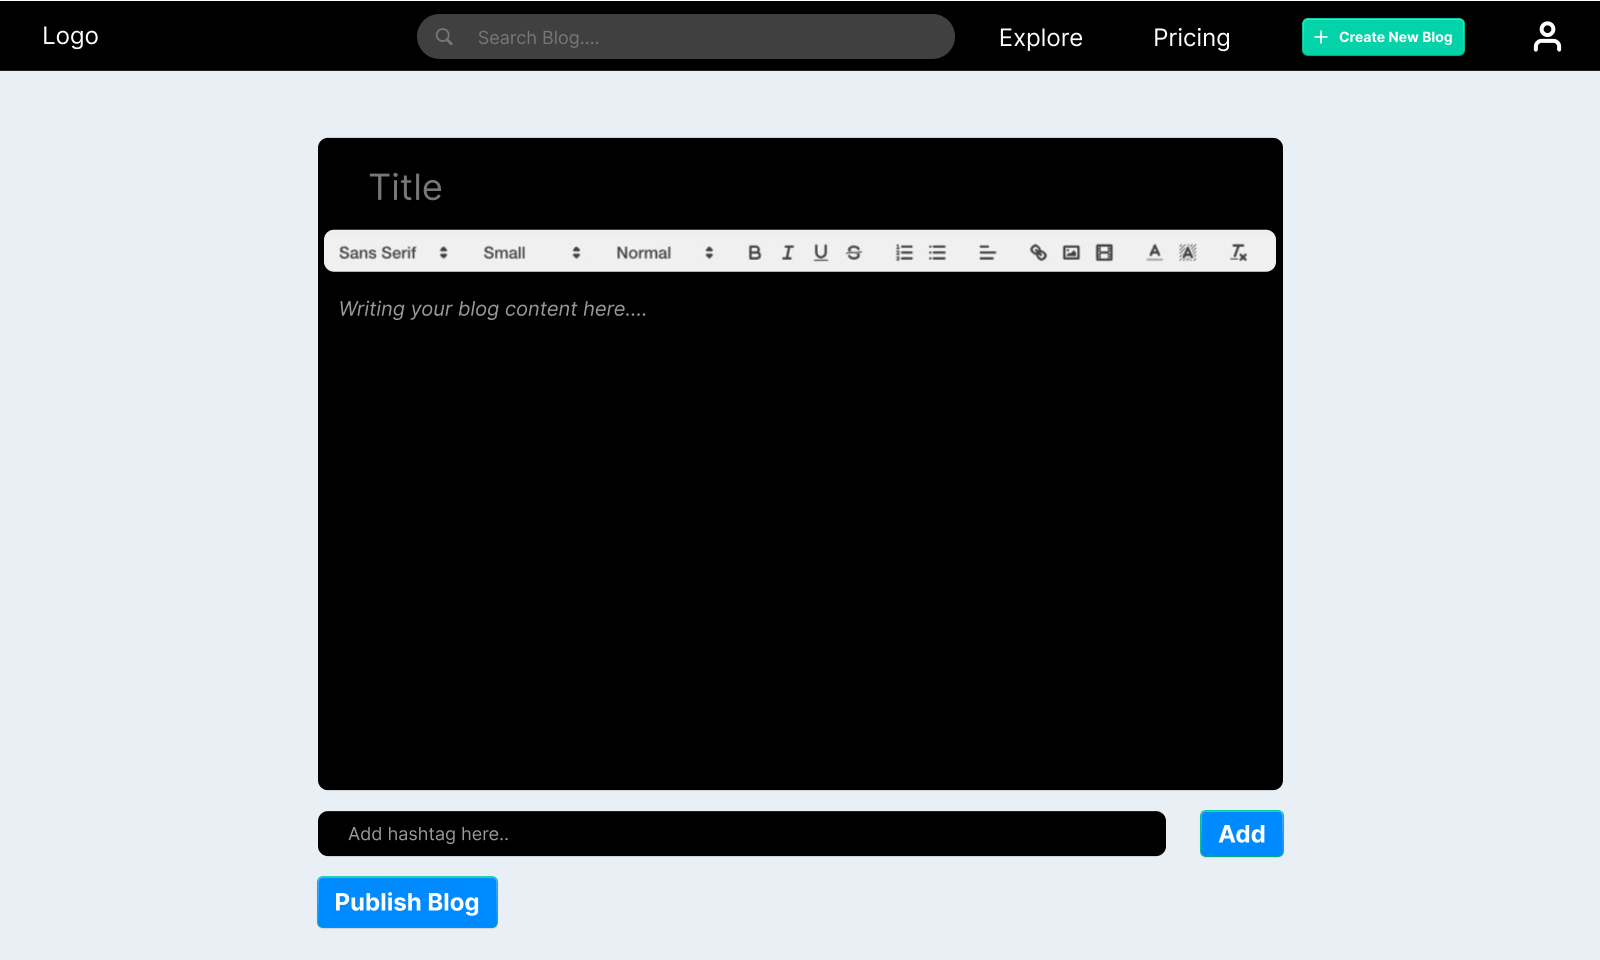 Logo
Search Blog....
Explore
Pricing
Create New Blog
Title
Sans Serif Small Normal B I U S A A Tx
Writing your blog content here....
Add hashtag here..
Add
Publish Blog